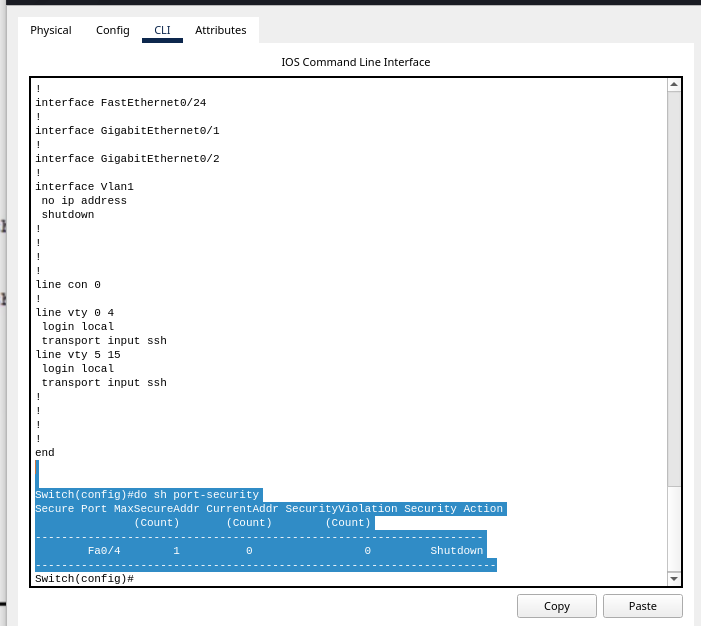 Physical Config CLI Attributes
IOS Command Line Interface
!
interface FastEthernet0/24
!
interface GigabitEthernet0/1
!
interface GigabitEthernet0/2
!
interface Vlan1
 no ip address
 shutdown
!
!
!
!
line con 0
!
line vty 0 4
 login local
 transport input ssh
line vty 5 15
 login local
 transport input ssh
!
!
!
!
end
Switch(config)#do sh port-security
Secure Port MaxSecureAddr CurrentAddr SecurityViolation Security Action
               (Count)       (Count)        (Count)
--------------------------------------------------------------------
        Fa0/4        1          0                 0         Shutdown
----------------------------------------------------------------------
Switch(config)#
Copy Paste